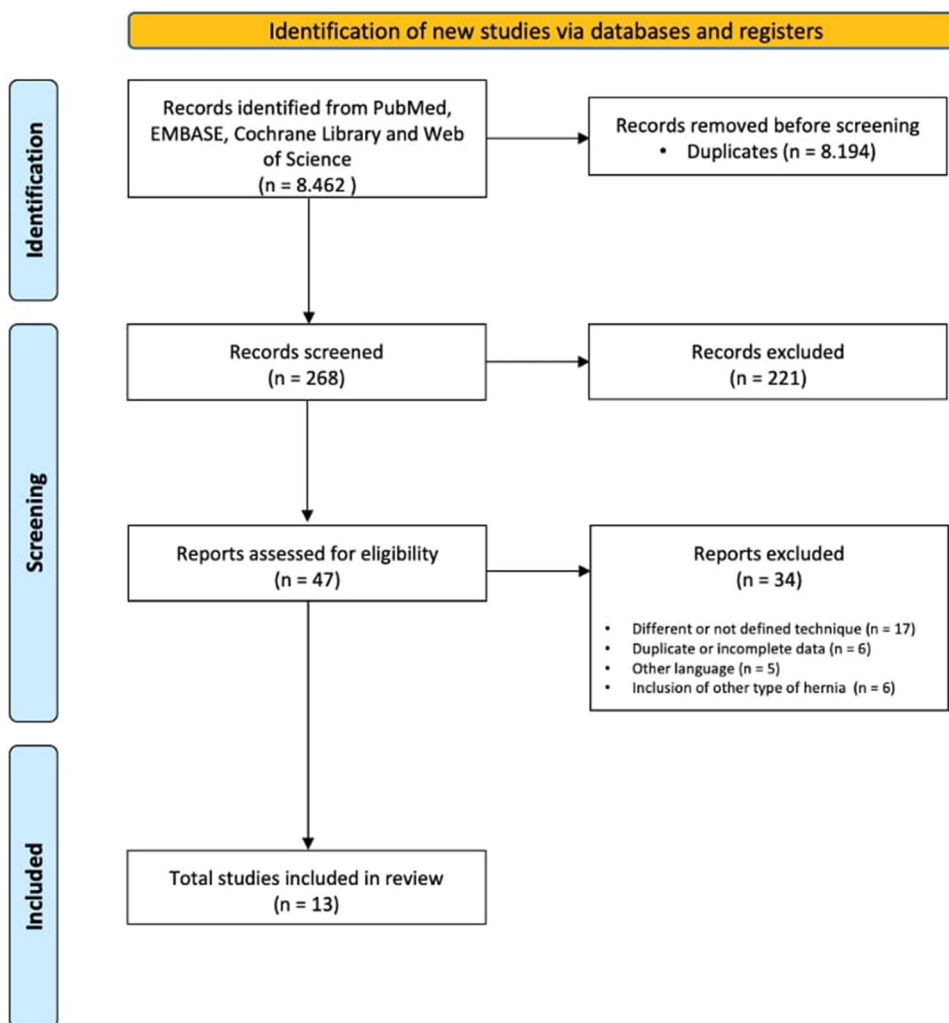 Identification of new studies via databases and registers
Identification
Records identified from PubMed,
EMBASE, Cochrane Library and Web
of Science
(n = 8.462 )
Records removed before screening
• Duplicates (n = 8.194)
Screening
Records screened
(n = 268)
Records excluded
(n = 221)
Reports assessed for eligibility
(n = 47)
Reports excluded
(n = 34)
• Different or not defined technique (n = 17)
• Duplicate or incomplete data (n = 6)
• Other language (n = 5)
• Inclusion of other type of hernia (n = 6)
Included
Total studies included in review
(n = 13)